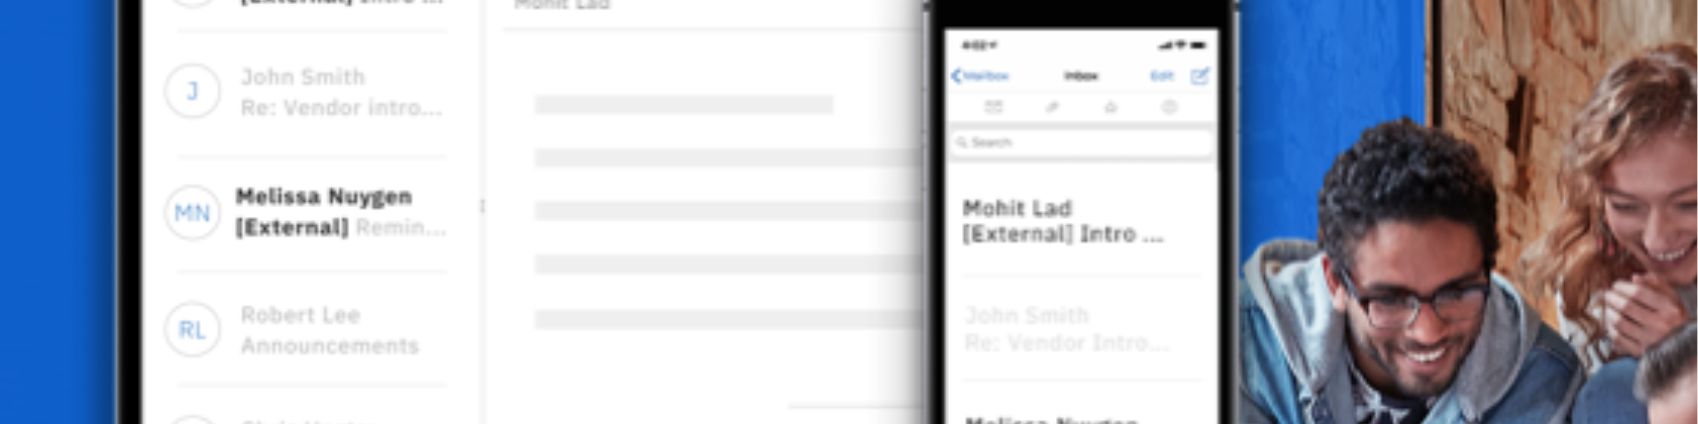 [External] Intro ...
Mohit Lad
J
John Smith
Re: Vendor intro...
MN
Melissa Nuygen
[External] Remin...
RL
Robert Lee
Announcements
4:02
Mailbox
Inbox
Edit
Search
Mohit Lad
[External] Intro ...
John Smith
Re: Vendor Intro...
Melissa Nuygen